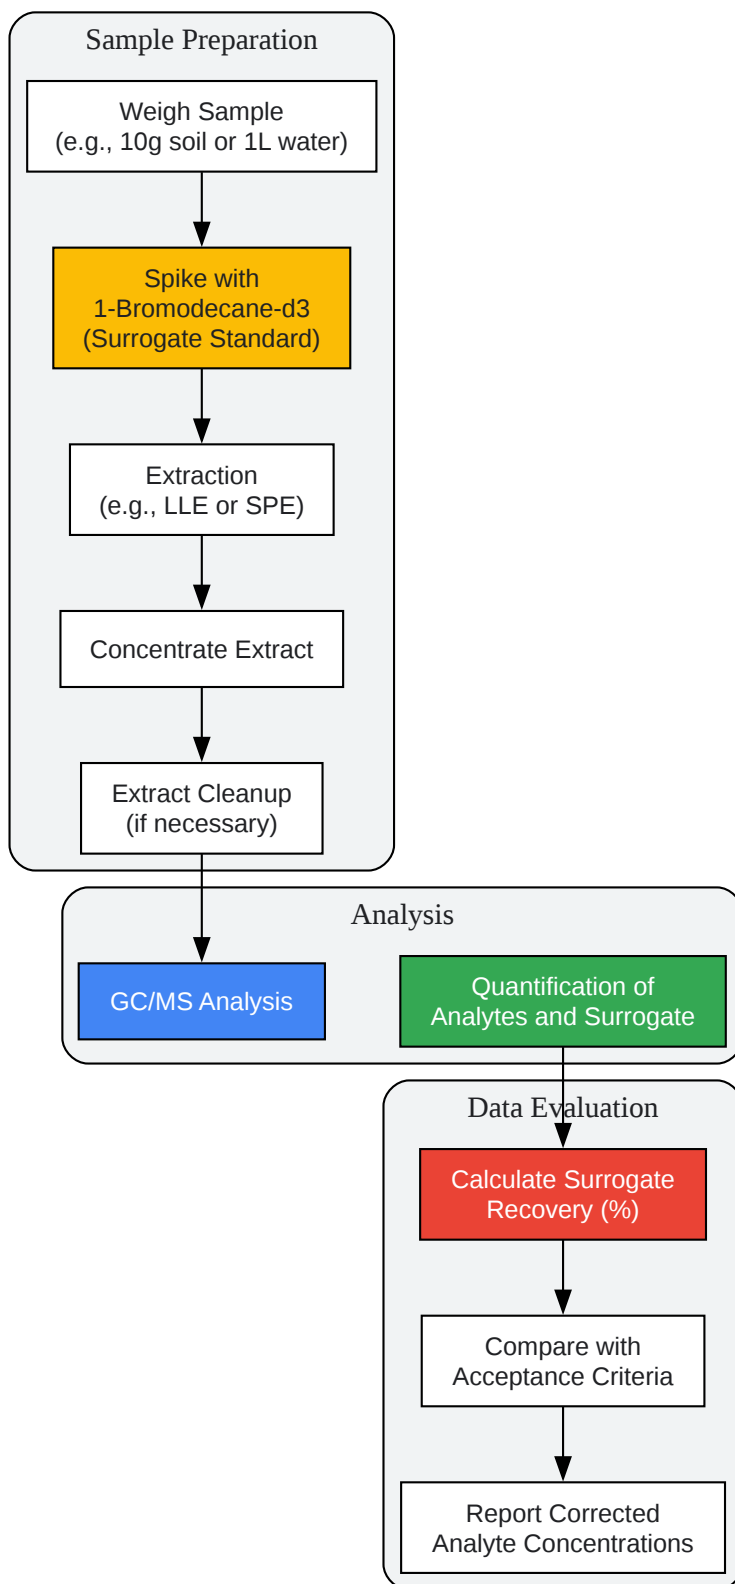 Sample Preparation
Weigh Sample
(e.g., 10g soil or 1L water)
Spike with
1-Bromodecane-d3
(Surrogate Standard)
Extraction
(e.g., LLE or SPE)
Concentrate Extract
Extract Cleanup
(if necessary)
Analysis
GC/MS Analysis
Quantification of
Analytes and Surrogate
Data Evaluation
Calculate Surrogate
Recovery (%)
Compare with
Acceptance Criteria
Report Corrected
Analyte Concentrations